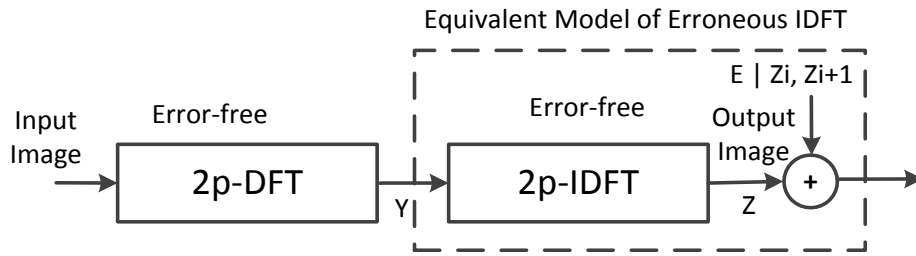 Equivalent Model of Erroneous IDFT
E | Zi, Zi+1
Input
Image
Error-free
2p-DFT
Y
Error-free
2p-IDFT
Output
Image
Z
+